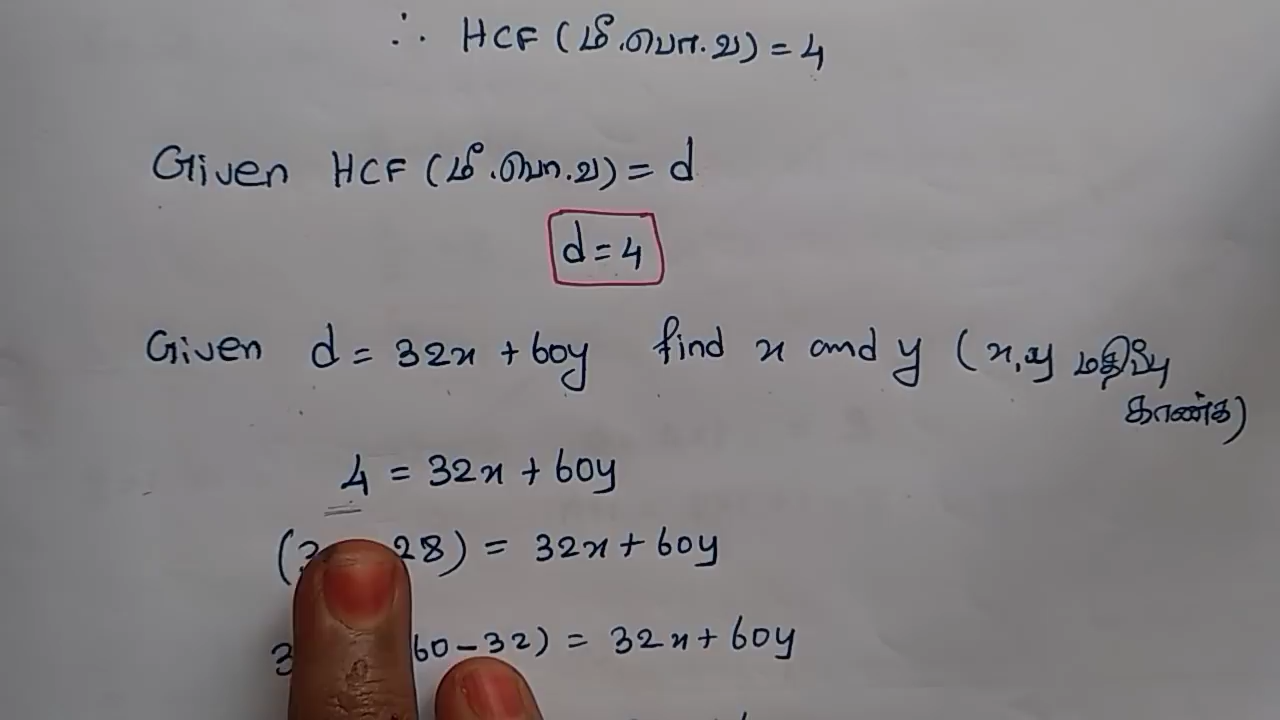 ∴ HCF (மீ.பொ.வ) = 4
Given HCF (மீ.பொ.வ) = d
d = 4
Given d = 32x + 60y find x and y (x,y மதிப்பு
காண்க)
4 = 32x + 60y
28) = 32x + 60y
60 - 32) = 32x + 60y